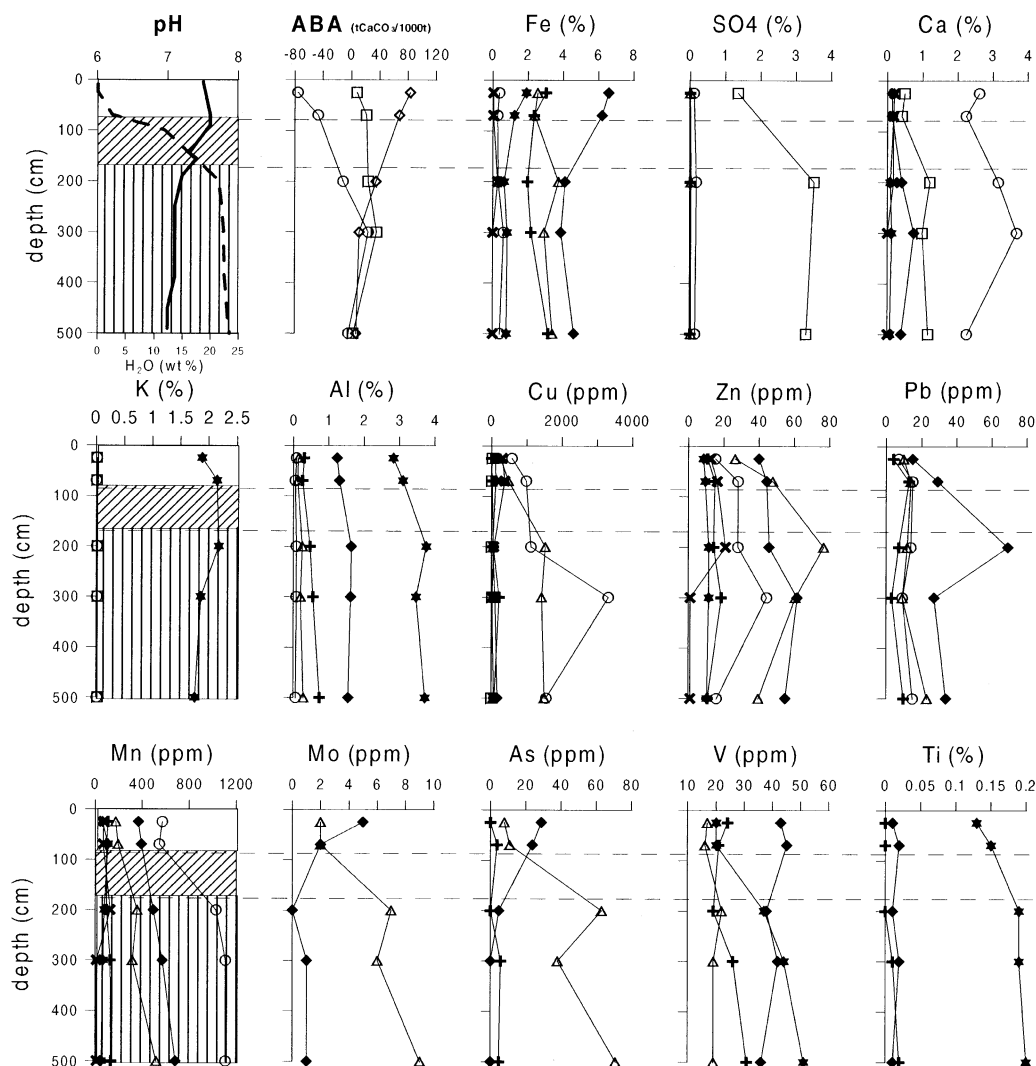 pH ABA (tCaCO₃/1000t) Fe (%) SO4 (%) Ca (%)
6 7 8 -80 -40 0 40 80 120 0 2 4 6 8 0 1 2 3 4 0 1 2 3 4
depth (cm)
0
100
200
300
400
500
0 5 10 15 20 25
H₂O (wt%)
K (%) Al (%) Cu (ppm) Zn (ppm) Pb (ppm)
0 0.5 1 1.5 2 2.5 0 1 2 3 4 0 2000 4000 0 20 40 60 80 0 20 40 60 80
depth (cm)
0
100
200
300
400
500
Mn (ppm) Mo (ppm) As (ppm) V (ppm) Ti (%)
0 400 800 1200 0 2 4 6 8 10 0 20 40 60 80 10 20 30 40 50 60 0 0.05 0.1 0.15 0.2
depth (cm)
0
100
200
300
400
500